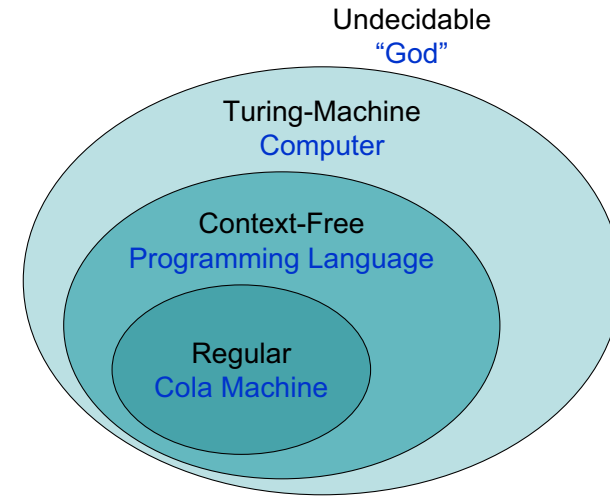 Undecidable
“God”
Turing-Machine
Computer
Context-Free
Programming Language
Regular
Cola Machine